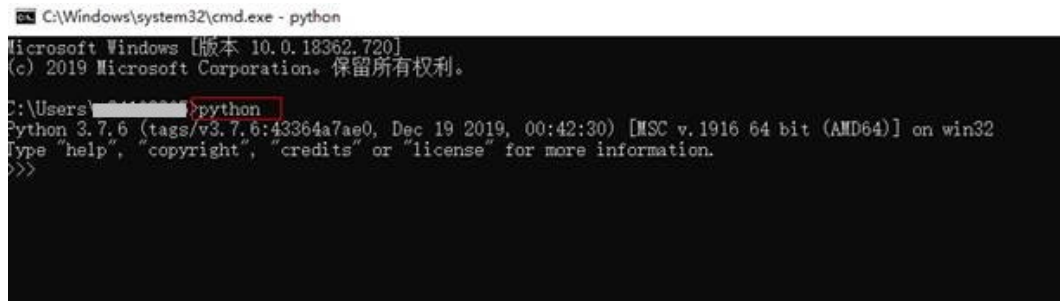 C:\Windows\system32\cmd.exe - python
Microsoft Windows [版本 10.0.18362.720]
(c) 2019 Microsoft Corporation。保留所有权利。
C:\Users\ >python
Python 3.7.6 (tags/v3.7.6:43364a7ae0, Dec 19 2019, 00:42:30) [MSC v.1916 64 bit (AMD64)] on win32
Type "help", "copyright", "credits" or "license" for more information.
>>>